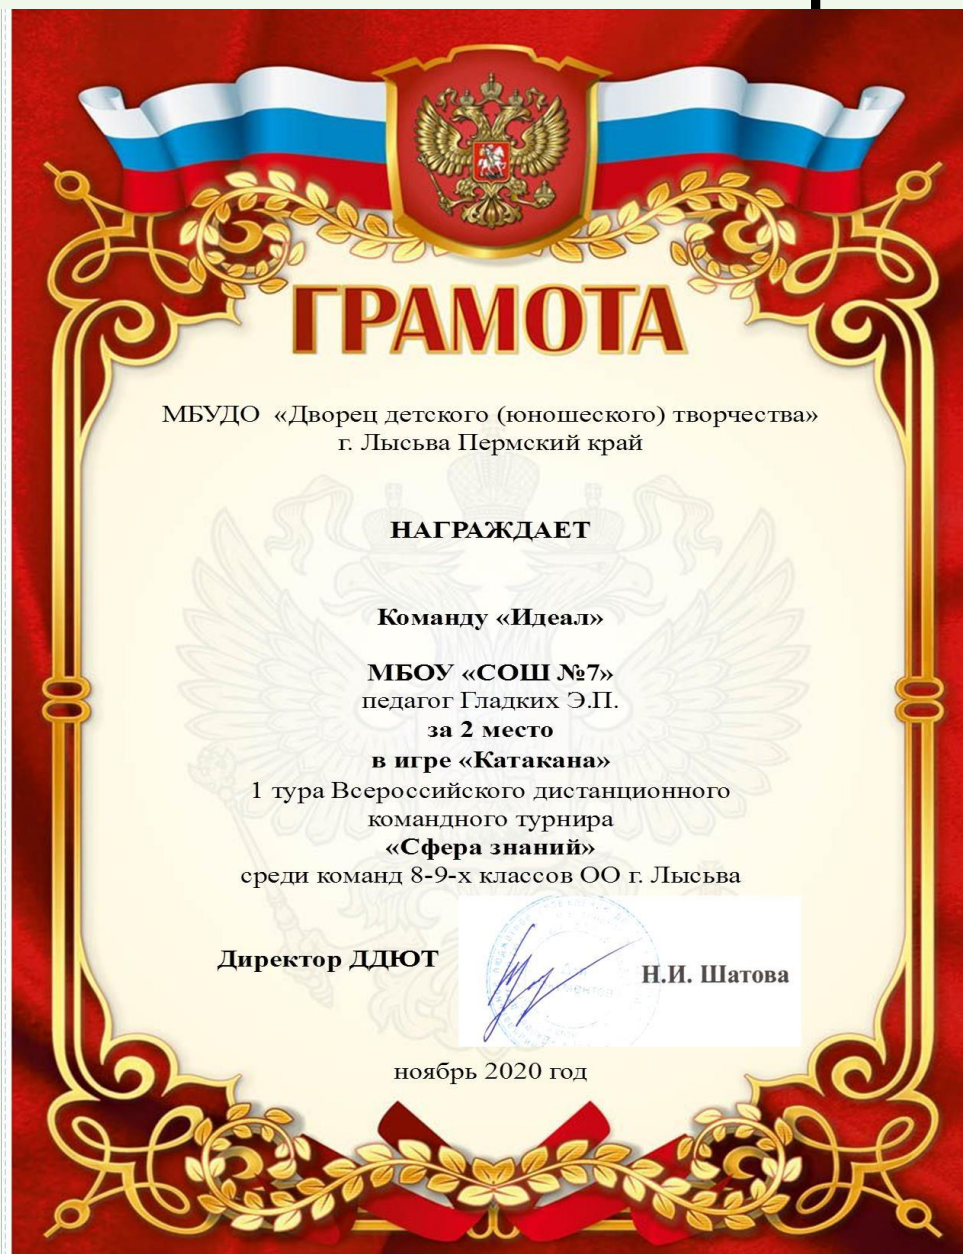 ГРАМОТА
МБУДО «Дворец детского (юношеского) творчества»
г. Лысьва Пермский край
НАГРАЖДАЕТ
Команду «Идеал»
МБОУ «СОШ №7»
педагог Гладких Э.П.
за 2 место
в игре «Катакана»
1 тура Всероссийского дистанционного
командного турнира
«Сфера знаний»
среди команд 8-9-х классов ОО г. Лысьва
Директор ДДЮТ
Н.И. Шатова
ноябрь 2020 год